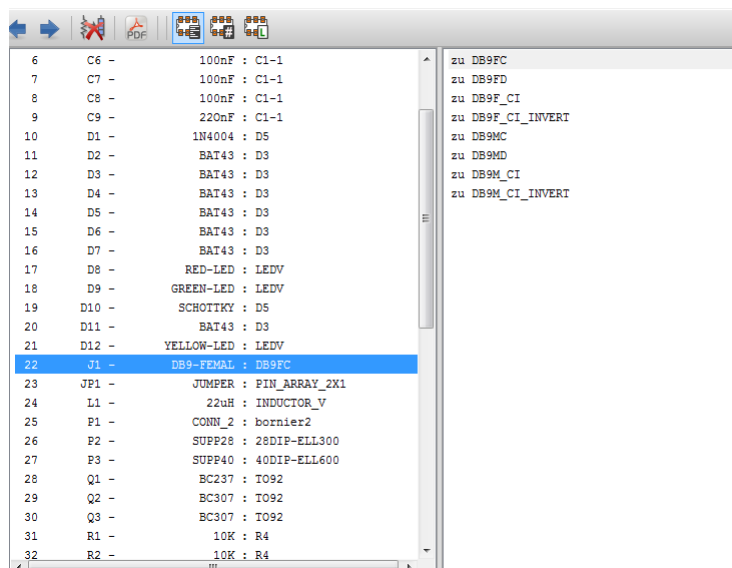 PDF # L
6 C6 - 100nF : C1-1
7 C7 - 100nF : C1-1
8 C8 - 100nF : C1-1
9 C9 - 220nF : C1-1
10 D1 - 1N4004 : D5
11 D2 - BAT43 : D3
12 D3 - BAT43 : D3
13 D4 - BAT43 : D3
14 D5 - BAT43 : D3
15 D6 - BAT43 : D3
16 D7 - BAT43 : D3
17 D8 - RED-LED : LEDV
18 D9 - GREEN-LED : LEDV
19 D10 - SCHOTTKY : D5
20 D11 - BAT43 : D3
21 D12 - YELLOW-LED : LEDV
22 J1 - DB9-FEMAL : DB9FC
23 JP1 - JUMPER : PIN_ARRAY_2X1
24 L1 - 22uH : INDUCTOR_V
25 P1 - CONN_2 : bornier2
26 P2 - SUPP28 : 28DIP-ELL300
27 P3 - SUPP40 : 40DIP-ELL600
28 Q1 - BC237 : TO92
29 Q2 - BC307 : TO92
30 Q3 - BC307 : TO92
31 R1 - 10K : R4
32 R2 - 10K : R4
zu DB9FC
zu DB9FD
zu DB9F_CI
zu DB9F_CI_INVERT
zu DB9MC
zu DB9MD
zu DB9M_CI
zu DB9M_CI_INVERT